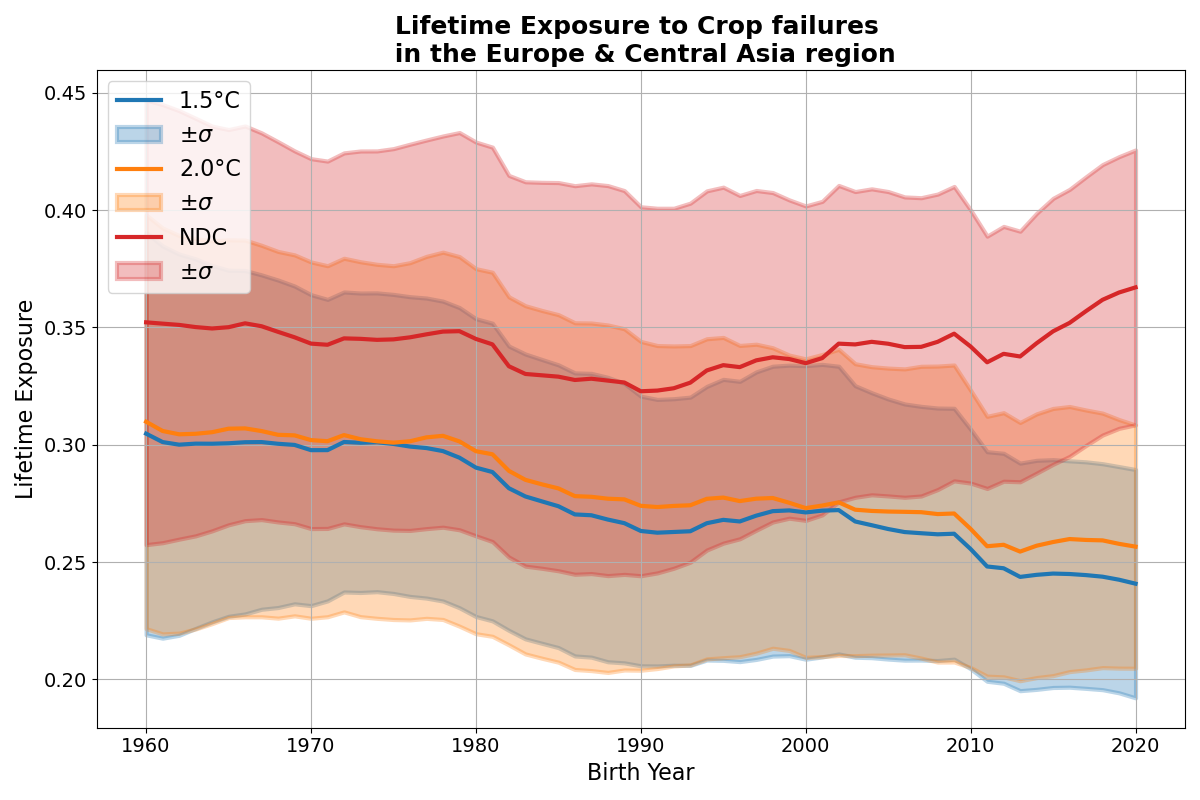 Lifetime Exposure to Crop failures
in the Europe & Central Asia region
0.45
0.40
0.35
0.30
0.25
0.20
Lifetime Exposure
1.5°C
±σ
2.0°C
±σ
NDC
±σ
1960 1970 1980 1990 2000 2010 2020
Birth Year